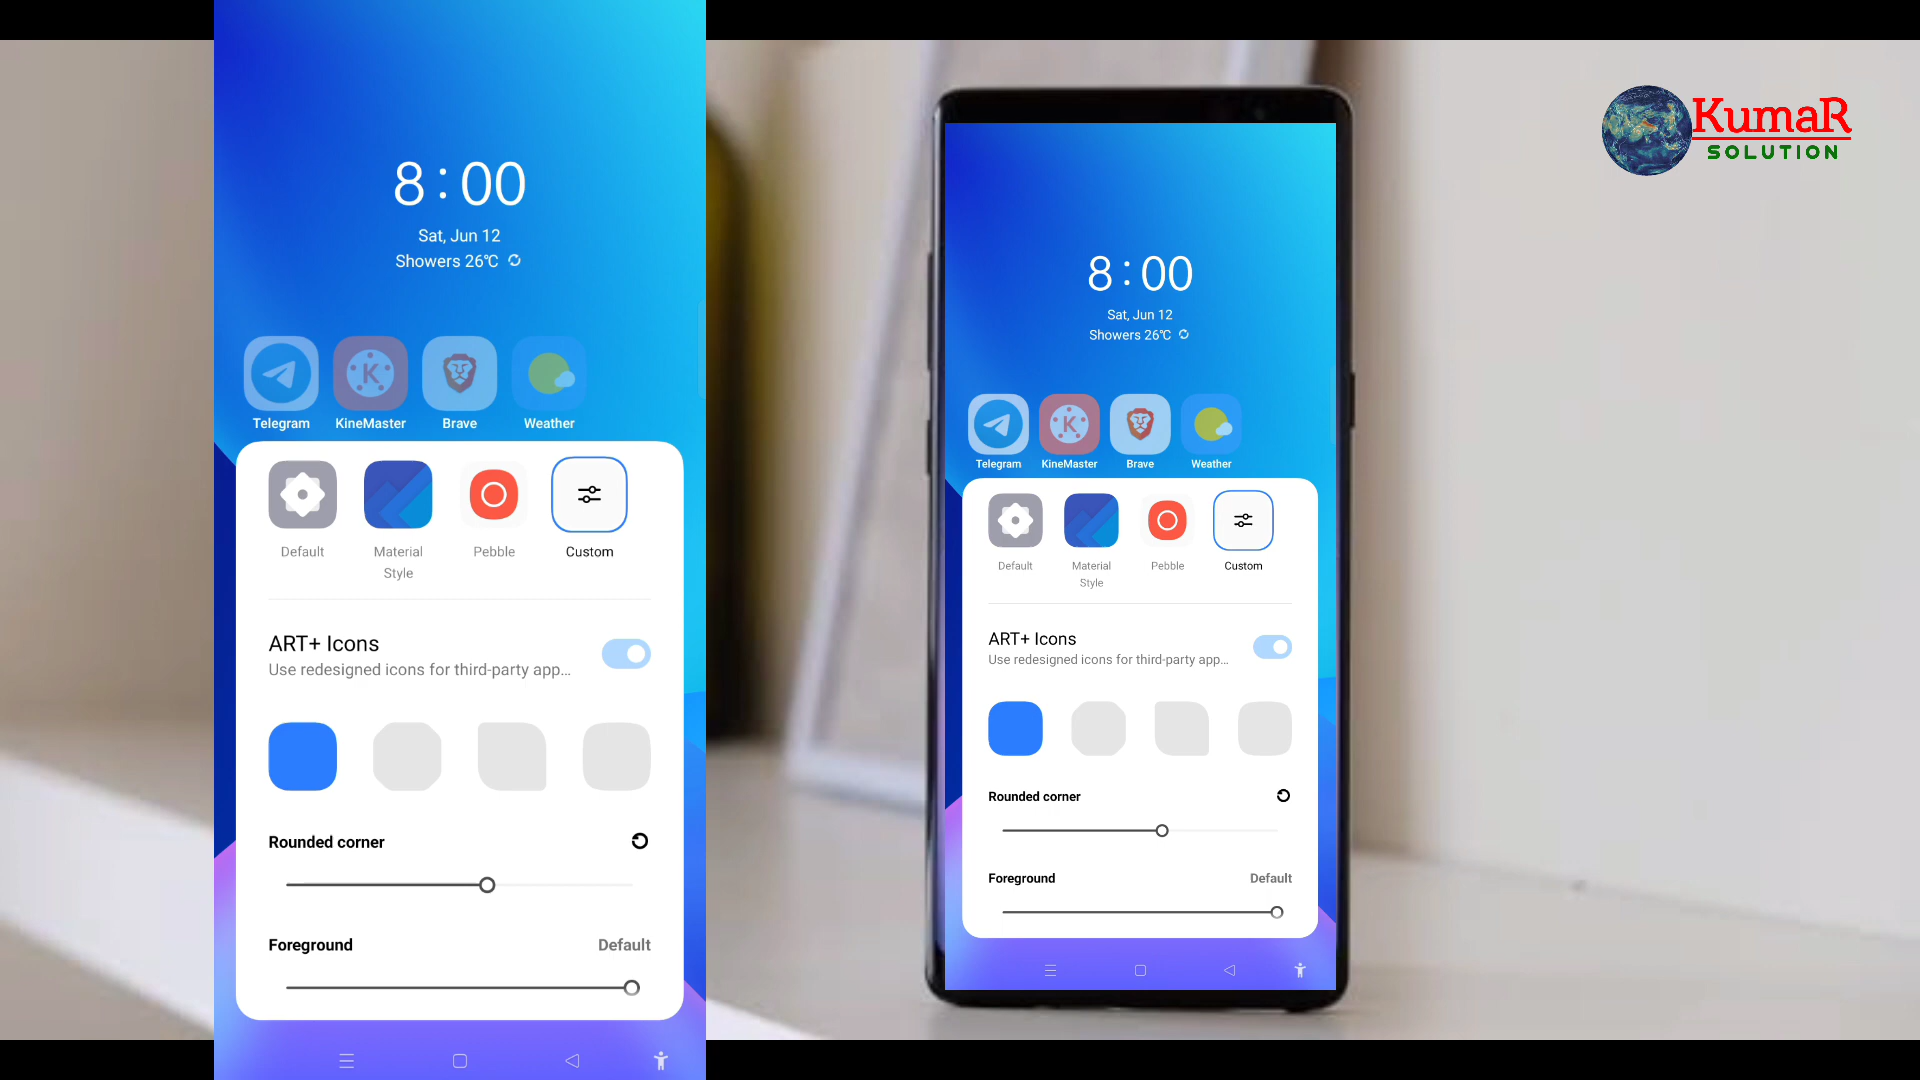 8:00
Sat, Jun 12
Showers 26℃
Telegram KineMaster Brave Weather
Default Material Style Pebble Custom
ART+ Icons
Use redesigned icons for third-party app...
Rounded corner
Foreground Default
8:00
Sat, Jun 12
Showers 26℃
Telegram KineMaster Brave Weather
Default Material Style Pebble Custom
ART+ Icons
Use redesigned icons for third-party app...
Rounded corner
Foreground Default
KumaR
SOLUTION